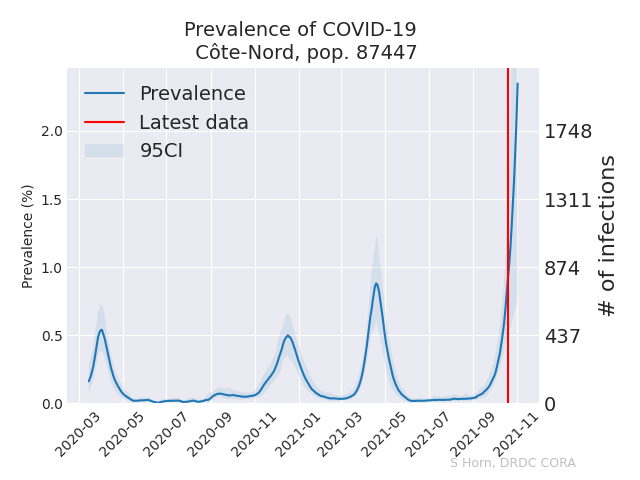 Prevalence of COVID-19
Côte-Nord, pop. 87447
Prevalence
Latest data
95CI
Prevalence (%)
2.0
1.5
1.0
0.5
0.0
1748
1311
874
437
0
# of infections
2020-03
2020-05
2020-07
2020-09
2020-11
2021-01
2021-03
2021-05
2021-07
2021-09
2021-11
S Horn, DRDC CORA